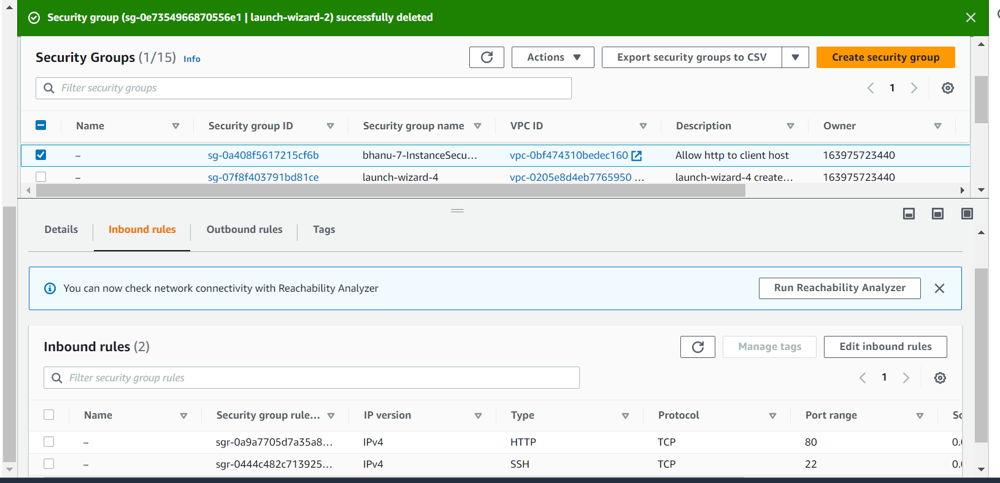 Security group (sg-0e7354966870556e1 | launch-wizard-2) successfully deleted
Security Groups (1/15) Info
Actions
Export security groups to CSV
Create security group
Filter security groups
1
Name Security group ID Security group name VPC ID Description Owner
– sg-0a408f5617215cf6b bhanu-7-InstanceSecu... vpc-0bf474310bedec160 Allow http to client host 163975723440
– sg-07f8f403791bd81ce launch-wizard-4 vpc-0205e8d4eb7765950 ... launch-wizard-4 create... 163975723440
Details Inbound rules Outbound rules Tags
You can now check network connectivity with Reachability Analyzer
Run Reachability Analyzer
Inbound rules (2)
Manage tags
Edit inbound rules
Filter security group rules
1
Name Security group rule... IP version Type Protocol Port range
– sgr-0a9a7705d7a35a8... IPv4 HTTP TCP 80
– sgr-0444c482c713925... IPv4 SSH TCP 22